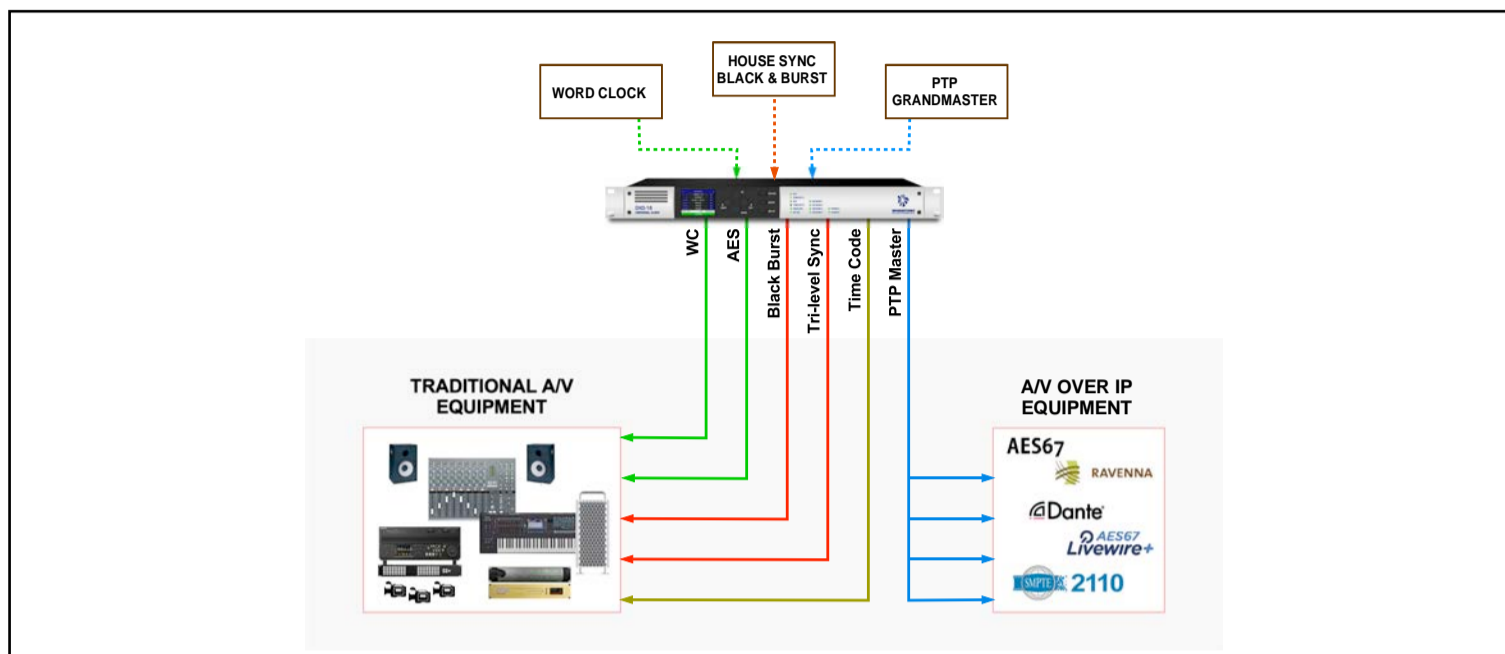 HOUSE SYNC
BLACK & BURST
WORD CLOCK
PTP
GRANDMASTER
WC
AES
Black Burst
Tri-level Sync
Time Code
PTP Master
TRADITIONAL A/V
EQUIPMENT
A/V OVER IP
EQUIPMENT
AES67
RAVENNA
Dante
AES67
Livewire+
SMPTE 2110